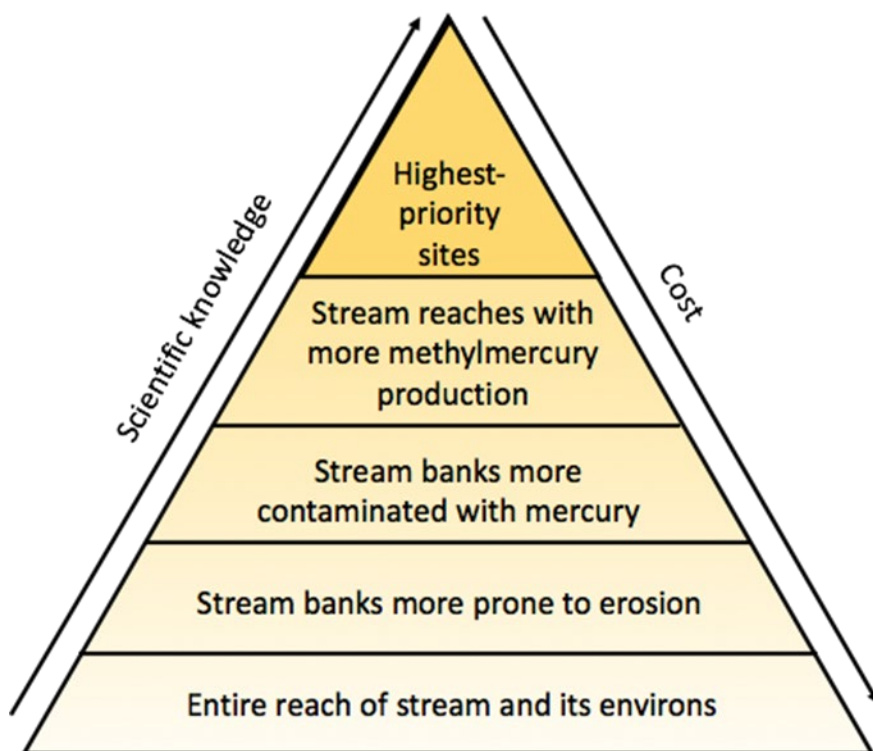 Highest-
priority
sites
Scientific knowledge
Cost
Stream reaches with
more methylmercury
production
Stream banks more
contaminated with mercury
Stream banks more prone to erosion
Entire reach of stream and its environs